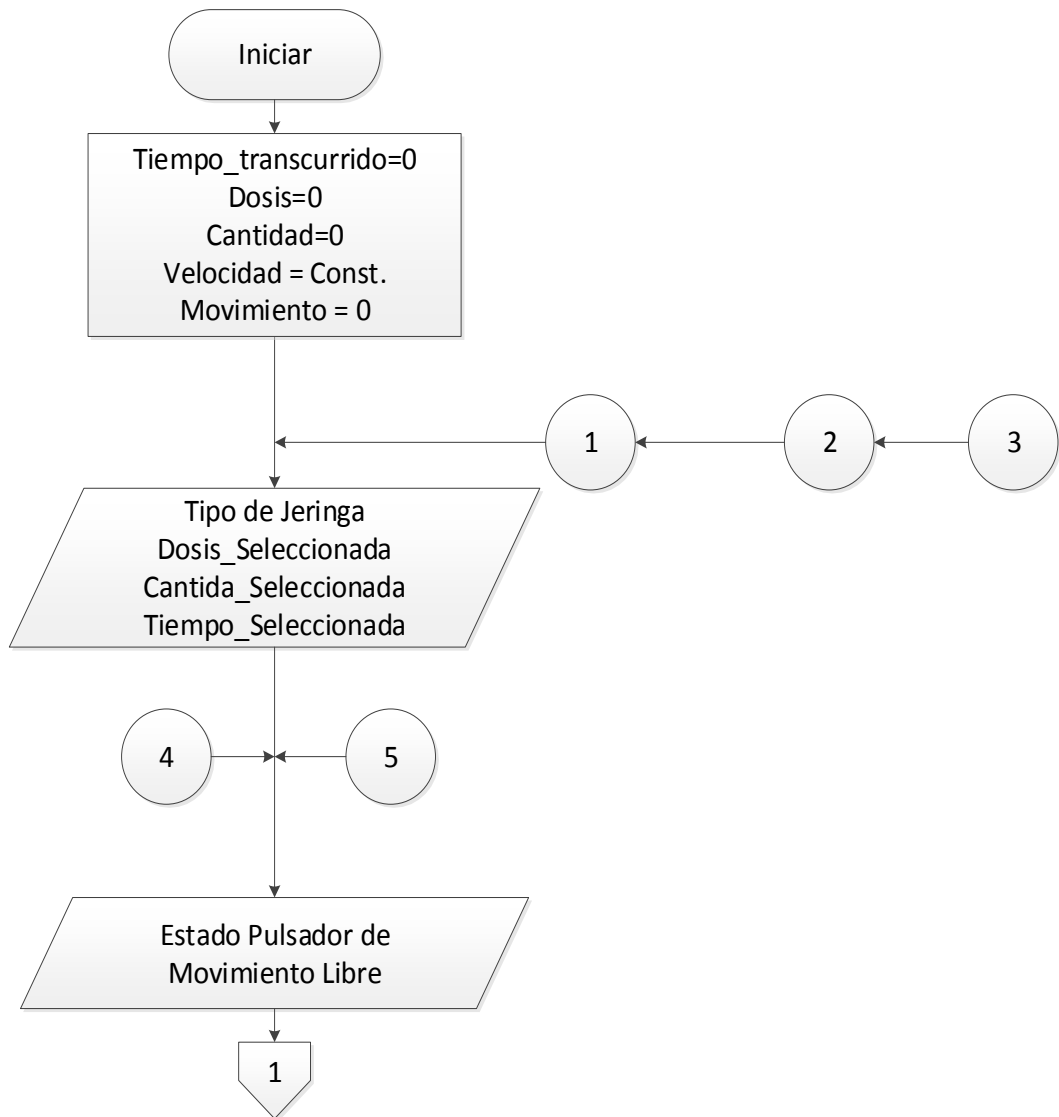 Iniciar
Tiempo_transcurrido=0
Dosis=0
Cantidad=0
Velocidad = Const.
Movimiento = 0
1
2
3
Tipo de Jeringa
Dosis_Seleccionada
Cantida_Seleccionada
Tiempo_Seleccionada
4
5
Estado Pulsador de
Movimiento Libre
1